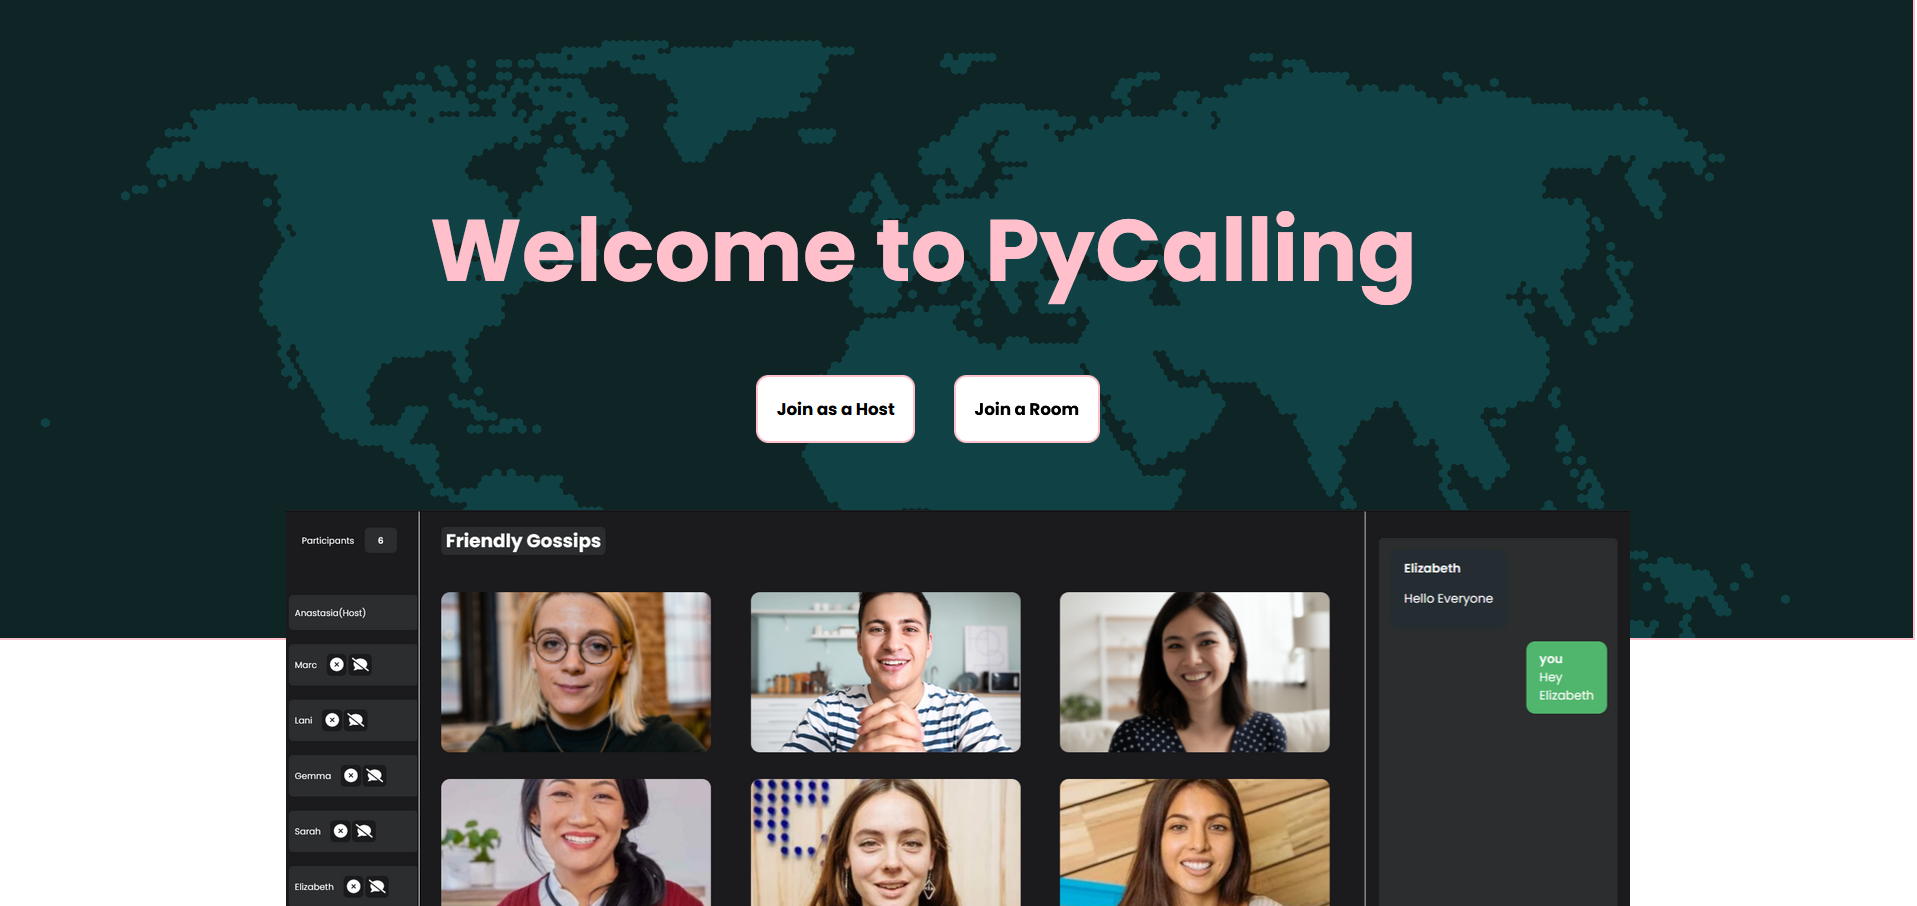 Welcome to PyCalling
Join as a Host
Join a Room
Participants
6
Anastasia(Host)
Marc
Lani
Gemma
Sarah
Elizabeth
Friendly Gossips
Elizabeth
Hello Everyone
you
Hey
Elizabeth